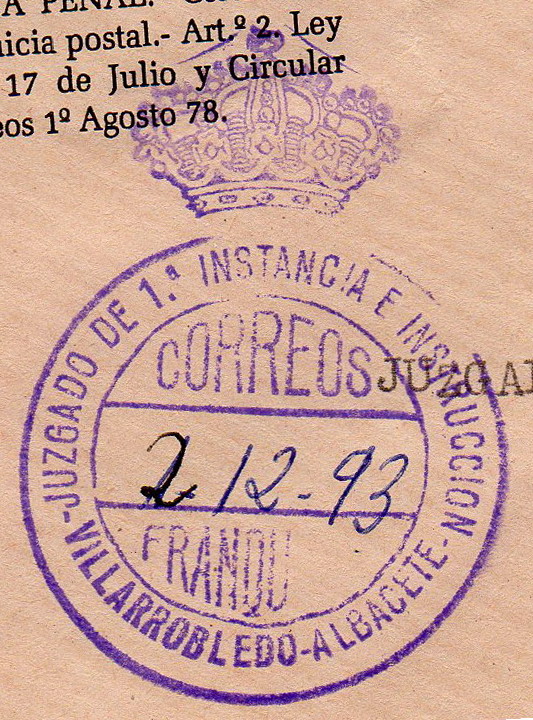 A PENAL.
icia postal.- Art.º 2. Ley
17 de Julio y Circular
eos 1º Agosto 78.
JUZGADO DE 1.ª INSTANCIA E INSTRUCCION
CORREOS
JUZGAD
2-12-93
FRANQU
-VILLARROBLEDO-ALBACETE-